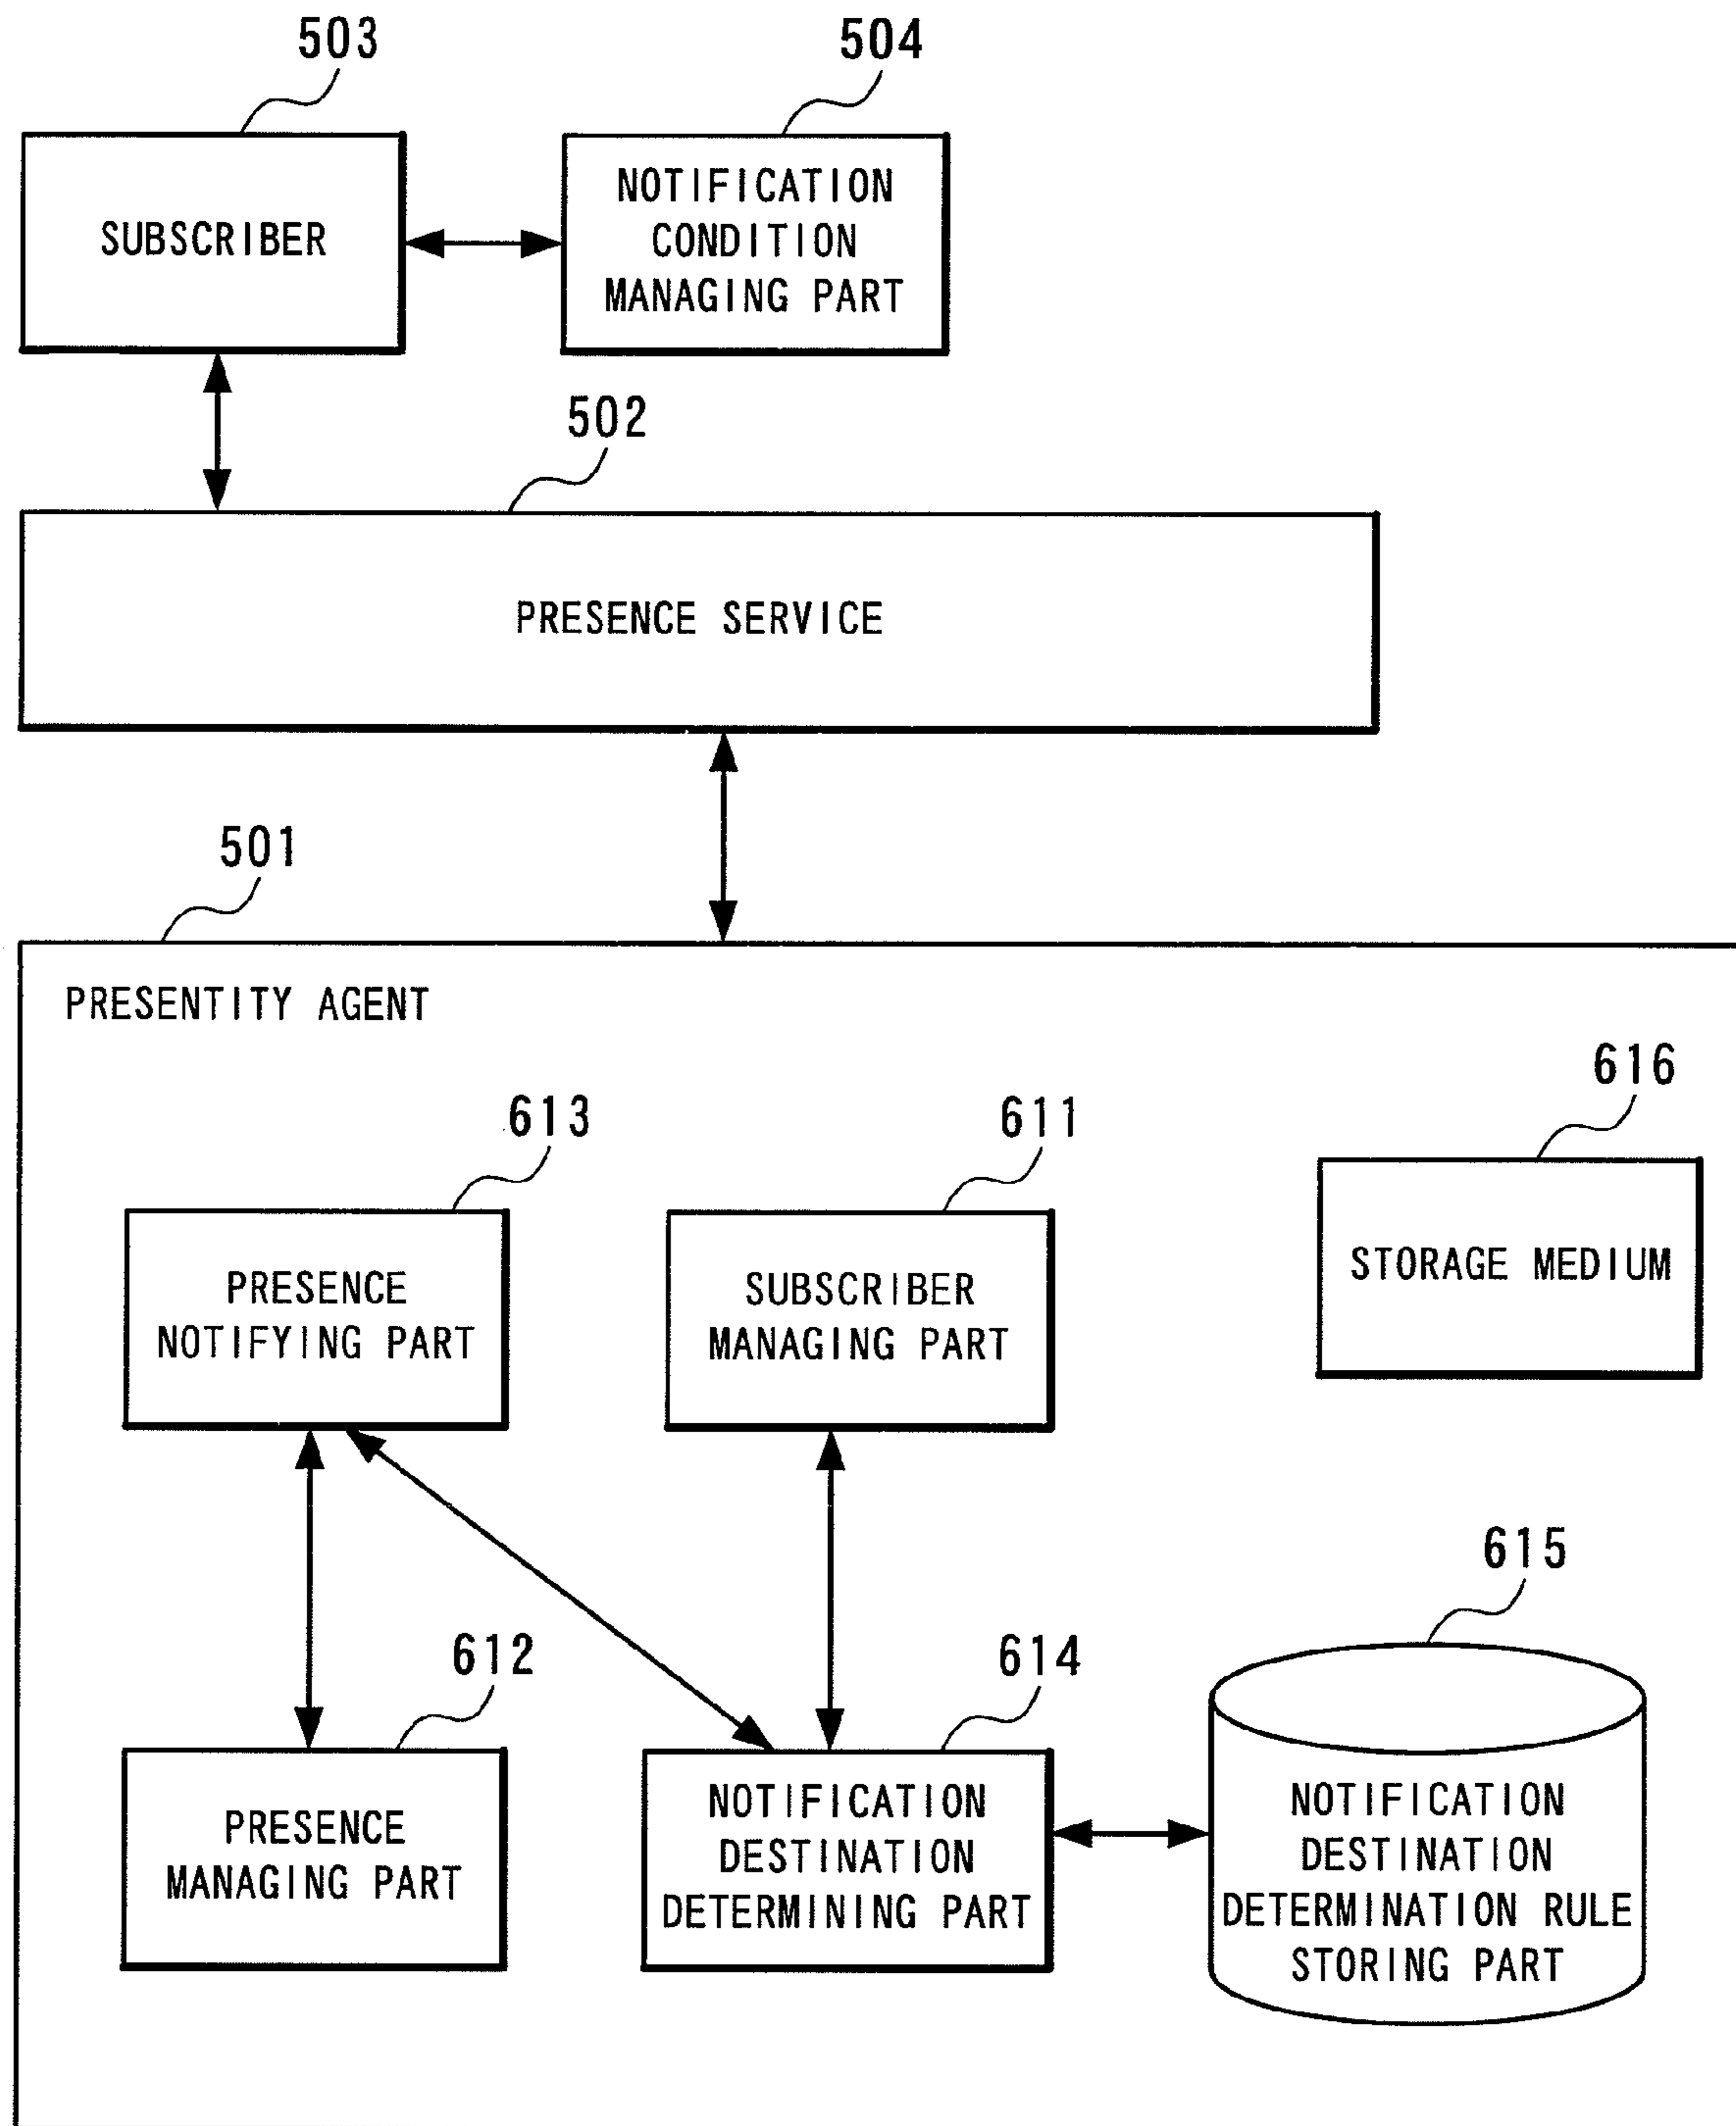 503
504
SUBSCRIBER
NOTIFICATION
CONDITION
MANAGING PART
502
PRESENCE SERVICE
501
PRESENTITY AGENT
616
STORAGE MEDIUM
613
PRESENCE
NOTIFYING PART
611
SUBSCRIBER
MANAGING PART
612
PRESENCE
MANAGING PART
614
NOTIFICATION
DESTINATION
DETERMINING PART
615
NOTIFICATION
DESTINATION
DETERMINATION RULE
STORING PART